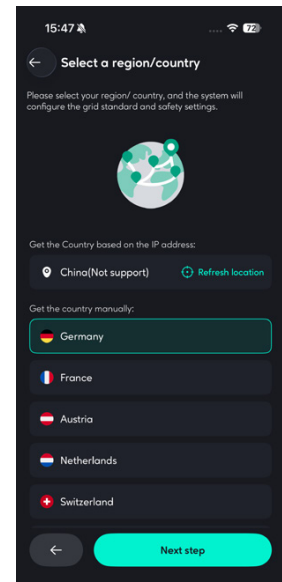 15:47
72
Select a region/country
Please select your region/ country, and the system will
configure the grid standard and safety settings.
Get the Country based on the IP address:
China(Not support) Refresh location
Get the country manually:
Germany
France
Austria
Netherlands
Switzerland
Next step